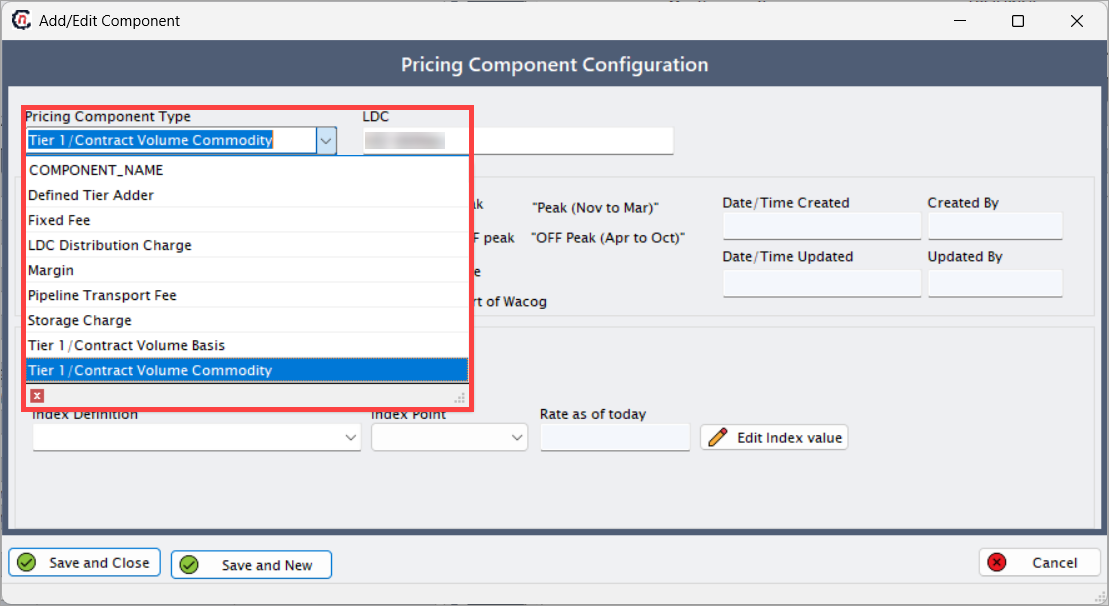 Add/Edit Component
Pricing Component Configuration
Pricing Component Type
LDC
Tier 1/Contract Volume Commodity
COMPONENT_NAME
Defined Tier Adder
Fixed Fee
LDC Distribution Charge
Margin
Pipeline Transport Fee
Storage Charge
Tier 1/Contract Volume Basis
Tier 1/Contract Volume Commodity
"Peak (Nov to Mar)"
peak "OFF Peak (Apr to Oct)"
of Wacog
Date/Time Created
Created By
Date/Time Updated
Updated By
Index Definition
Index Point
Rate as of today
Edit Index value
Save and Close
Save and New
Cancel